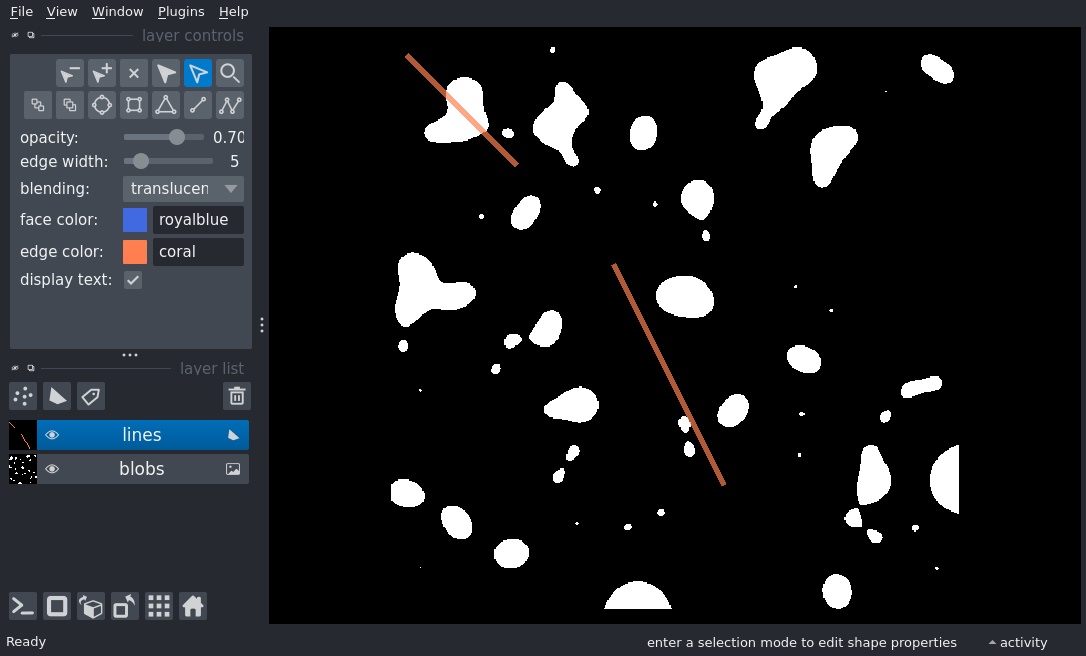 File View Window Plugins Help
layer controls
opacity: 0.70
edge width: 5
blending: translucen
face color: royalblue
edge color: coral
display text:
layer list
lines
blobs
Ready
enter a selection mode to edit shape properties
activity